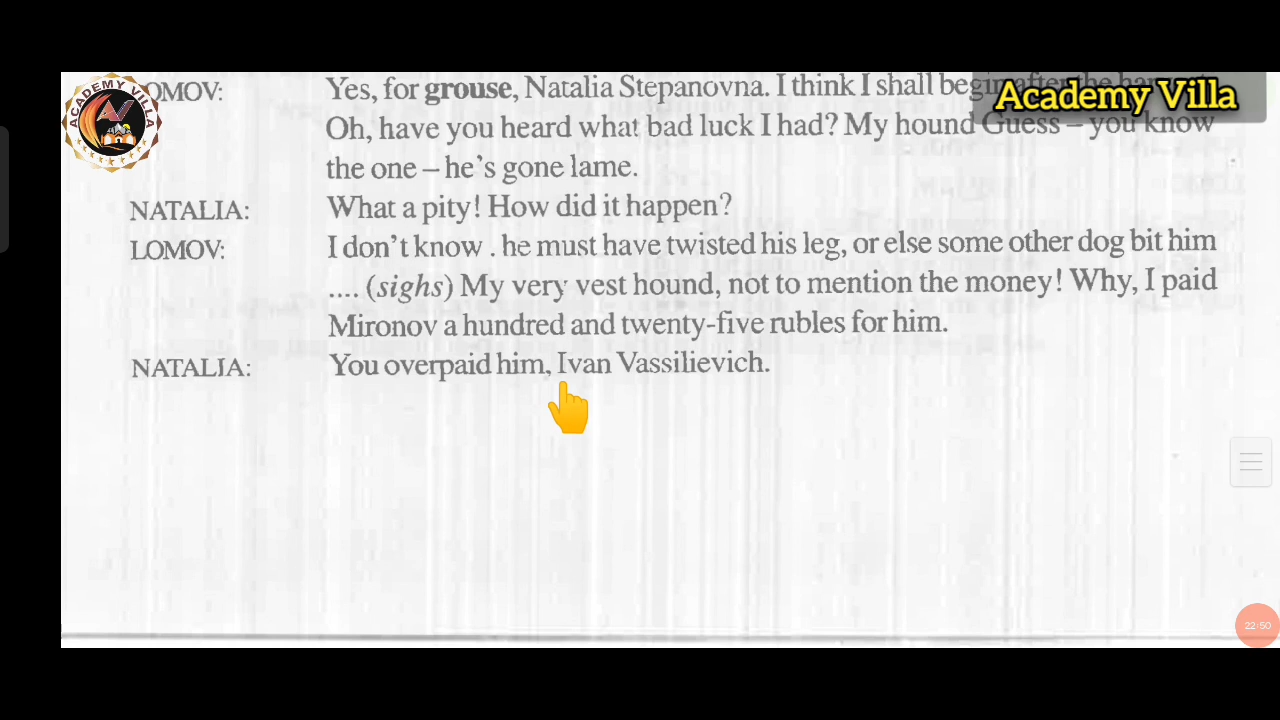 OMOV: Yes, for grouse, Natalia Stepanovna. I think I shall begin after the harvest.
Academy Villa
ACADEMY VILLA
AV
Oh, have you heard what bad luck I had? My hound Guess – you know
the one – he's gone lame.
NATALIA: What a pity! How did it happen?
LOMOV: I don't know . he must have twisted his leg, or else some other dog bit him
.... (sighs) My very vest hound, not to mention the money! Why, I paid
Mironov a hundred and twenty-five rubles for him.
NATALIA: You overpaid him, Ivan Vassilievich.
22:50